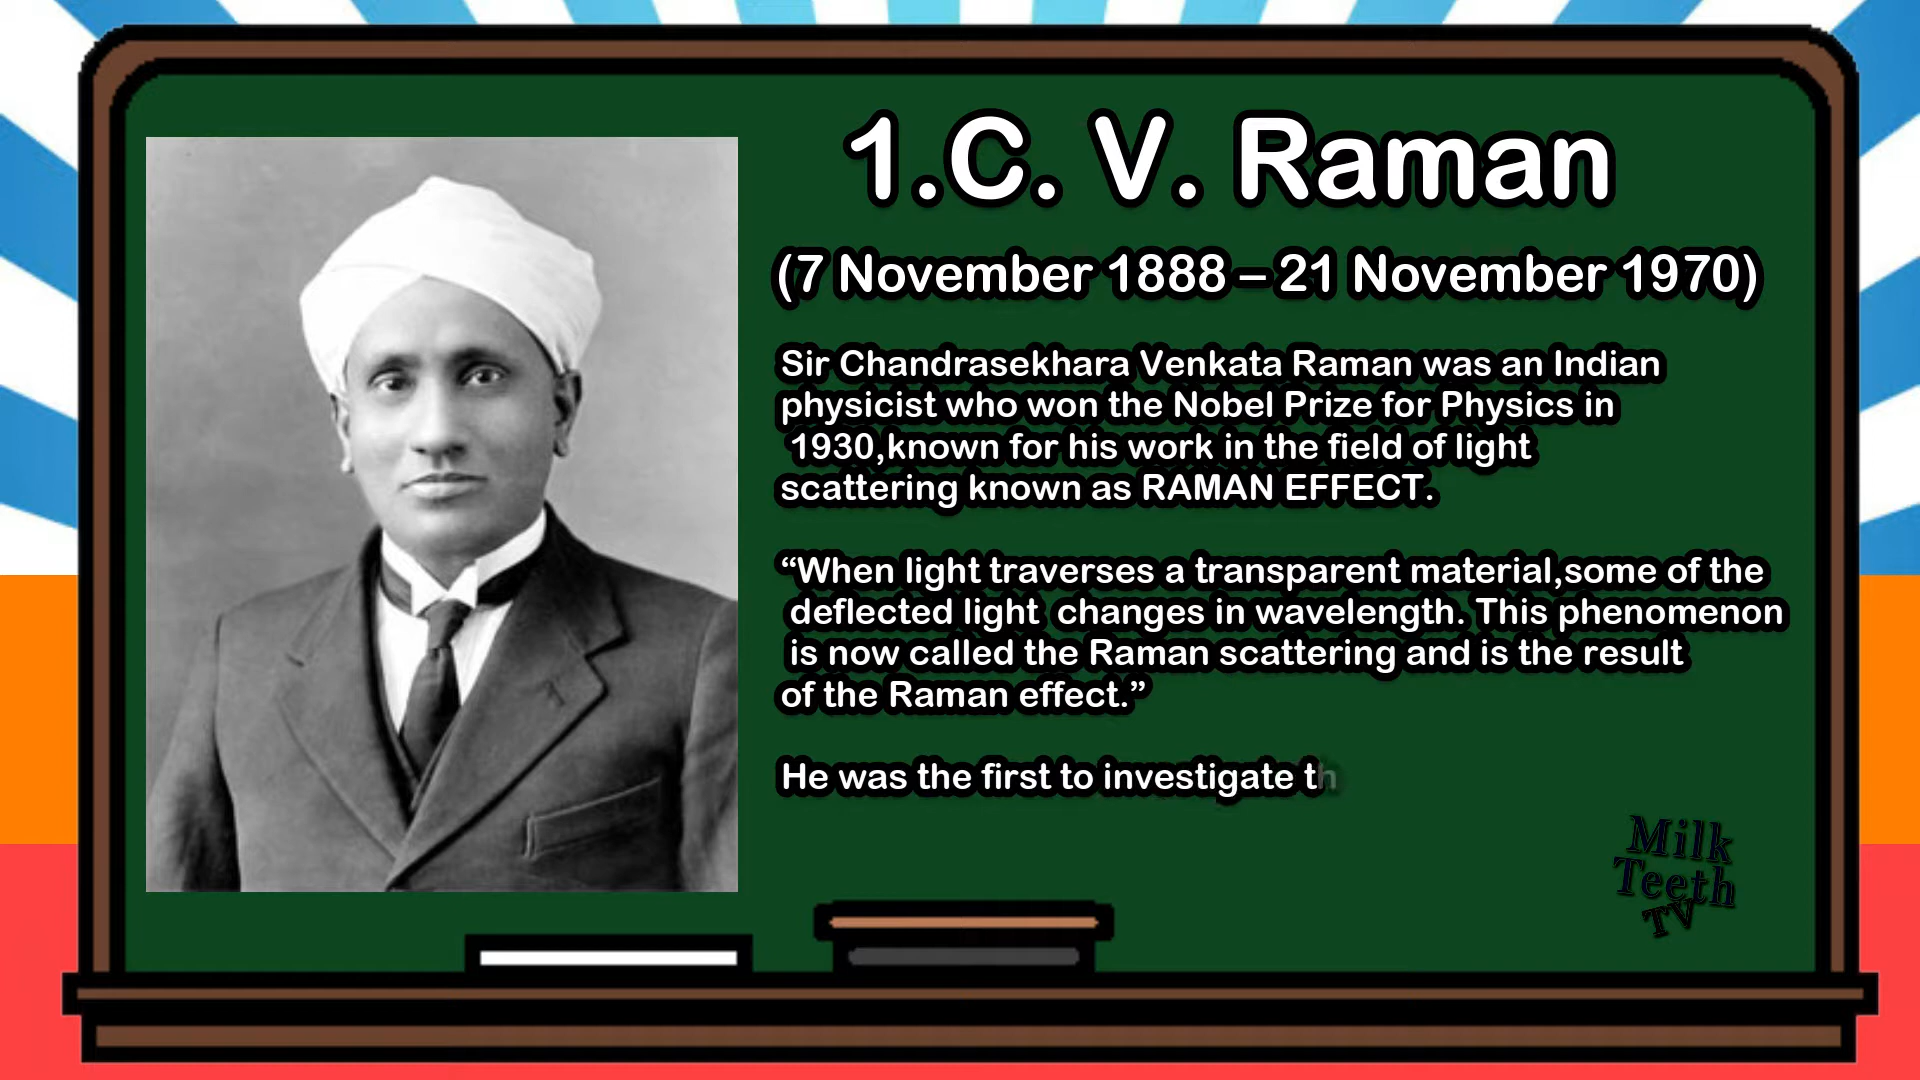 1.C. V. Raman
(7 November 1888 – 21 November 1970)
Sir Chandrasekhara Venkata Raman was an Indian
physicist who won the Nobel Prize for Physics in
1930,known for his work in the field of light
scattering known as RAMAN EFFECT.
“When light traverses a transparent material,some of the
deflected light changes in wavelength. This phenomenon
is now called the Raman scattering and is the result
of the Raman effect.”
He was the first to investigate th
Milk
Teeth
TV